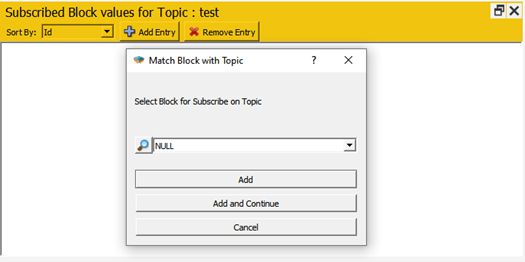 Subscribed Block values for Topic : test
Sort By: Id Add Entry Remove Entry
Match Block with Topic ?
Select Block for Subscribe on Topic
NULL
Add
Add and Continue
Cancel